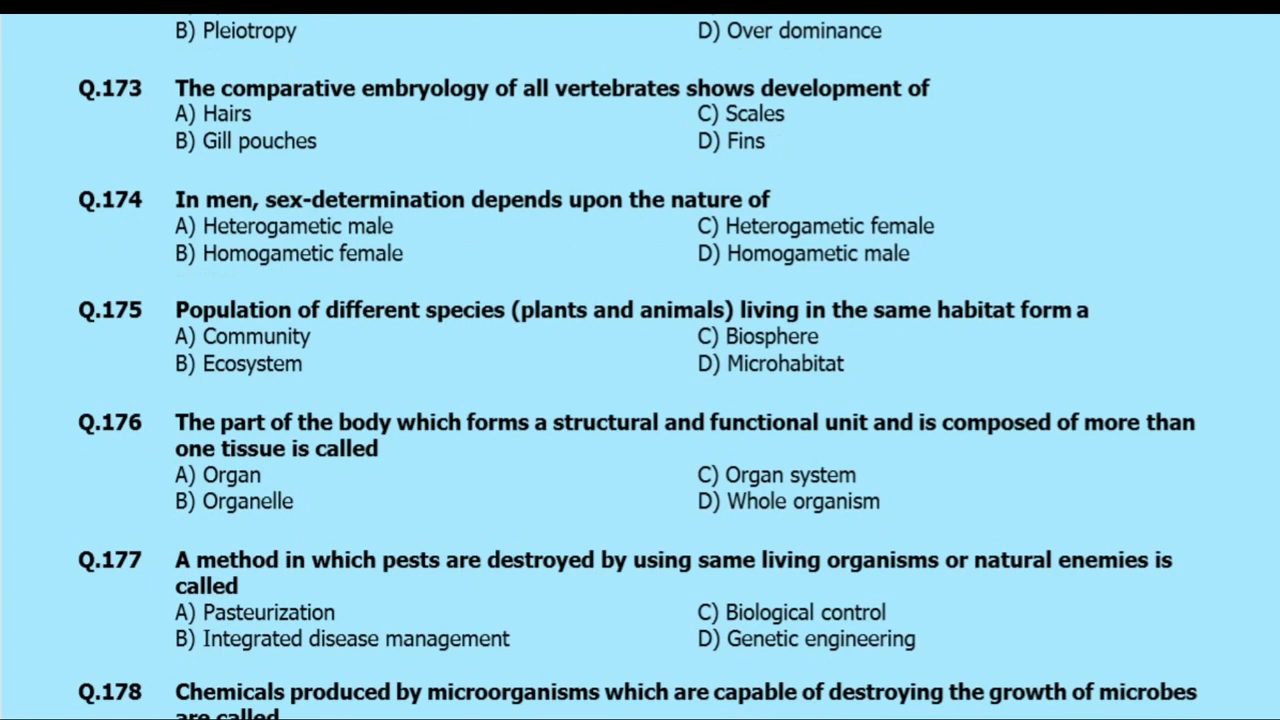 B) Pleiotropy D) Over dominance
Q.173 The comparative embryology of all vertebrates shows development of
A) Hairs C) Scales
B) Gill pouches D) Fins
Q.174 In men, sex-determination depends upon the nature of
A) Heterogametic male C) Heterogametic female
B) Homogametic female D) Homogametic male
Q.175 Population of different species (plants and animals) living in the same habitat form a
A) Community C) Biosphere
B) Ecosystem D) Microhabitat
Q.176 The part of the body which forms a structural and functional unit and is composed of more than
one tissue is called
A) Organ C) Organ system
B) Organelle D) Whole organism
Q.177 A method in which pests are destroyed by using same living organisms or natural enemies is
called
A) Pasteurization C) Biological control
B) Integrated disease management D) Genetic engineering
Q.178 Chemicals produced by microorganisms which are capable of destroying the growth of microbes
are called